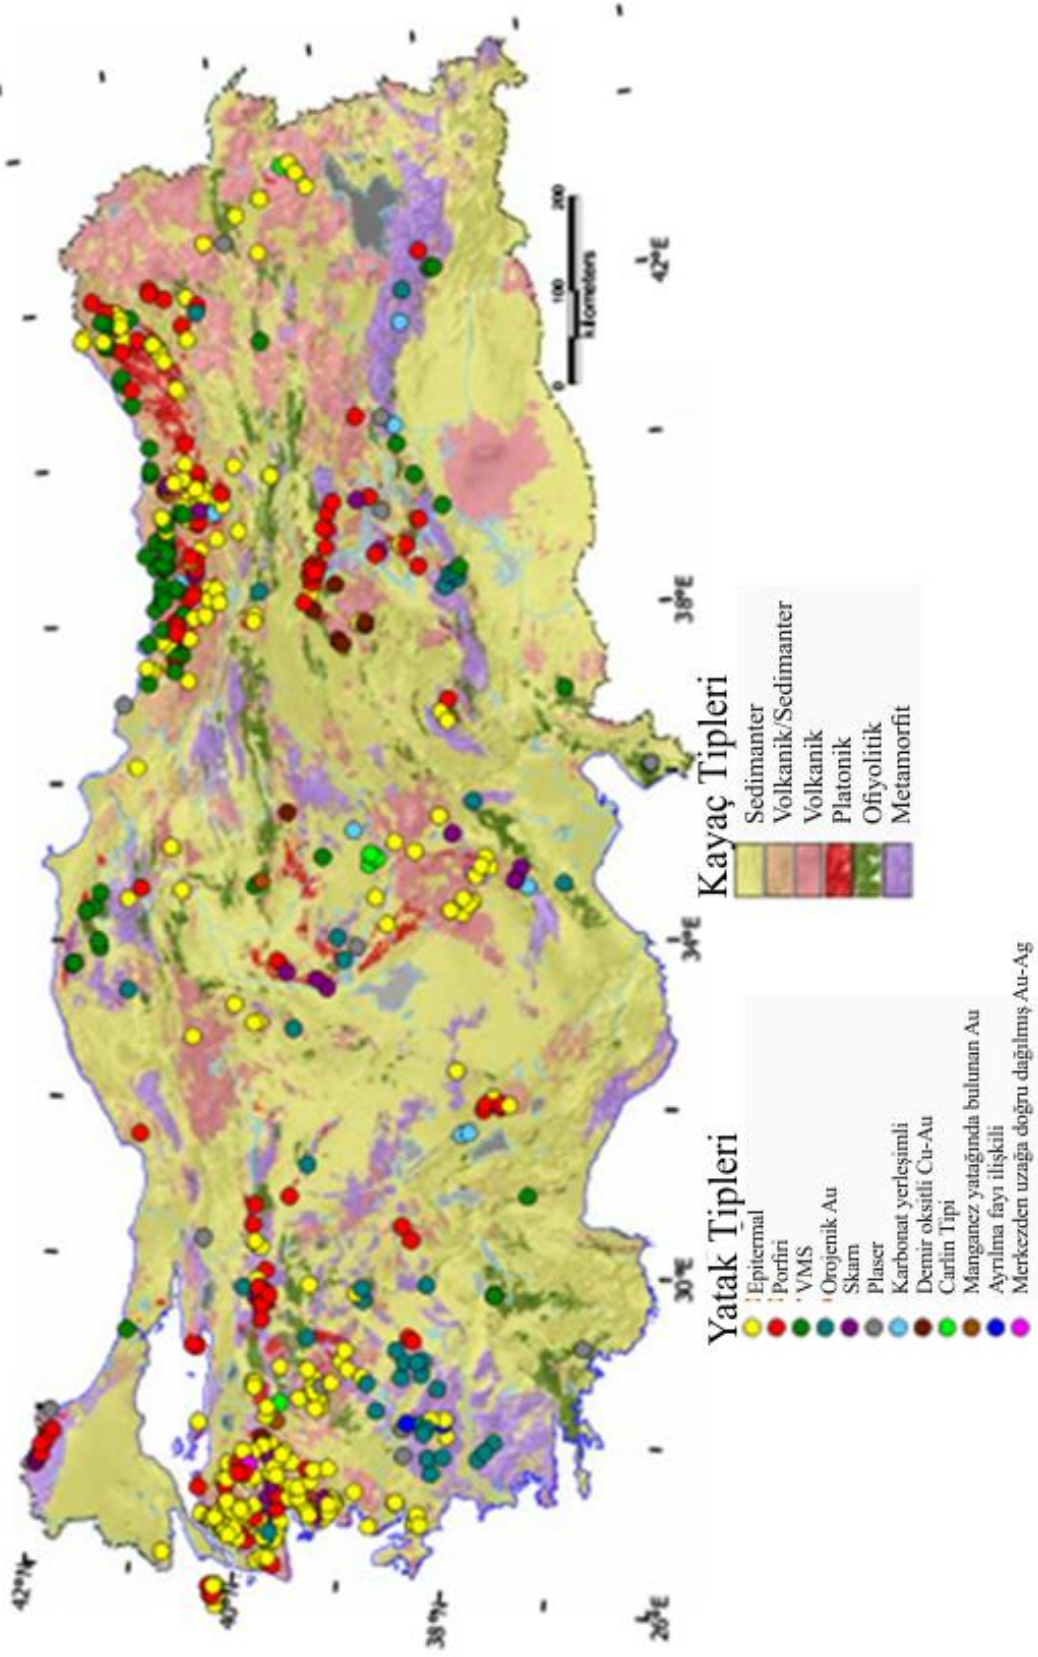 42°N
40°N
38°N
26°E
30°E
34°E
38°E
42°E
0
100
200
kilometers
Yatak Tipleri
Epitermal
Porfiri
VMS
Orojenik Au
Skarn
Plaser
Karbonat yerleşimli
Demir oksitli Cu-Au
Carlin Tipi
Manganez yatağında bulunan Au
Ayrılma fayı ilişkili
Merkezden uzağa doğru dağılmış Au-Ag
Kayaç Tipleri
Sedimanter
Volkanik/Sedimanter
Volkanik
Platonik
Ofiyolitik
Metamorfit